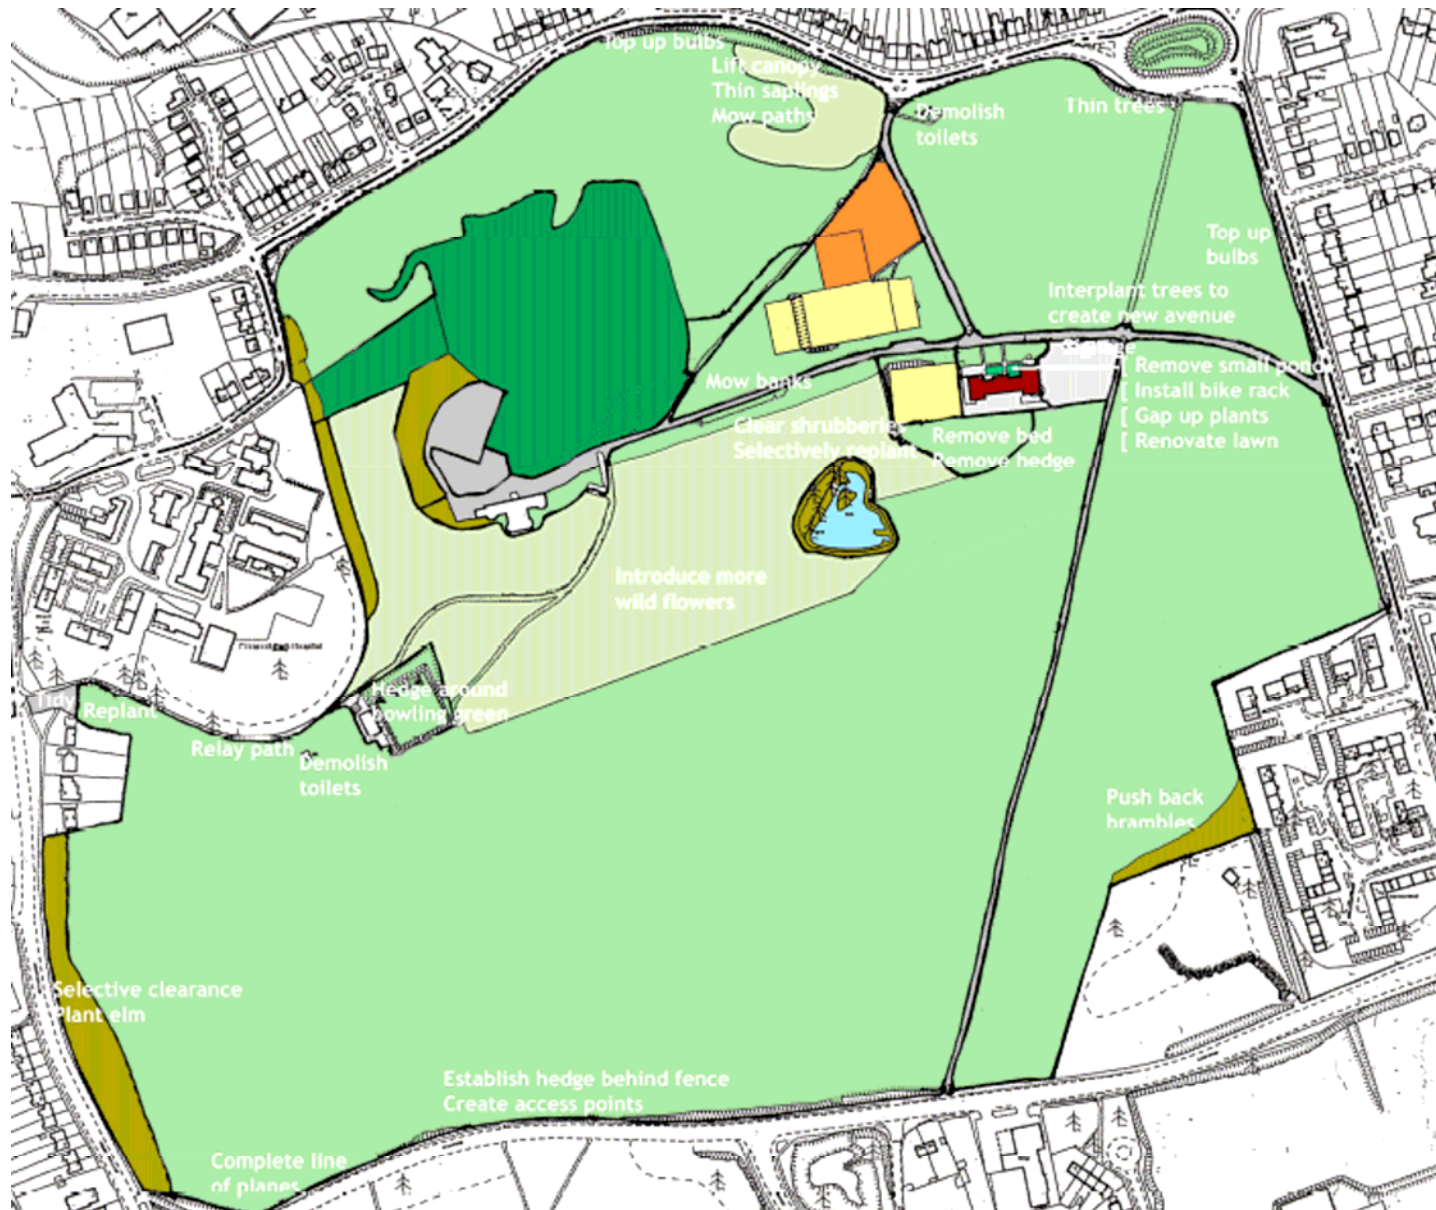 Top up bulbs
Lift canopy
Thin saplings
Mow paths
Demolish
toilets
Thin trees
Top up
bulbs
Interplant trees to
create new avenue
[ Remove small pond
[ Install bike rack
[ Gap up plants
[ Renovate lawn
Mow banks
Clear shrubberies
Selectively replant
Remove bed
Remove hedge
Introduce more
wild flowers
Hedge around
bowling green
Tidy
Replant
Relay path
Demolish
toilets
Push back
brambles
Selective clearance
Plant elm
Establish hedge behind fence
Create access points
Complete line
of planes